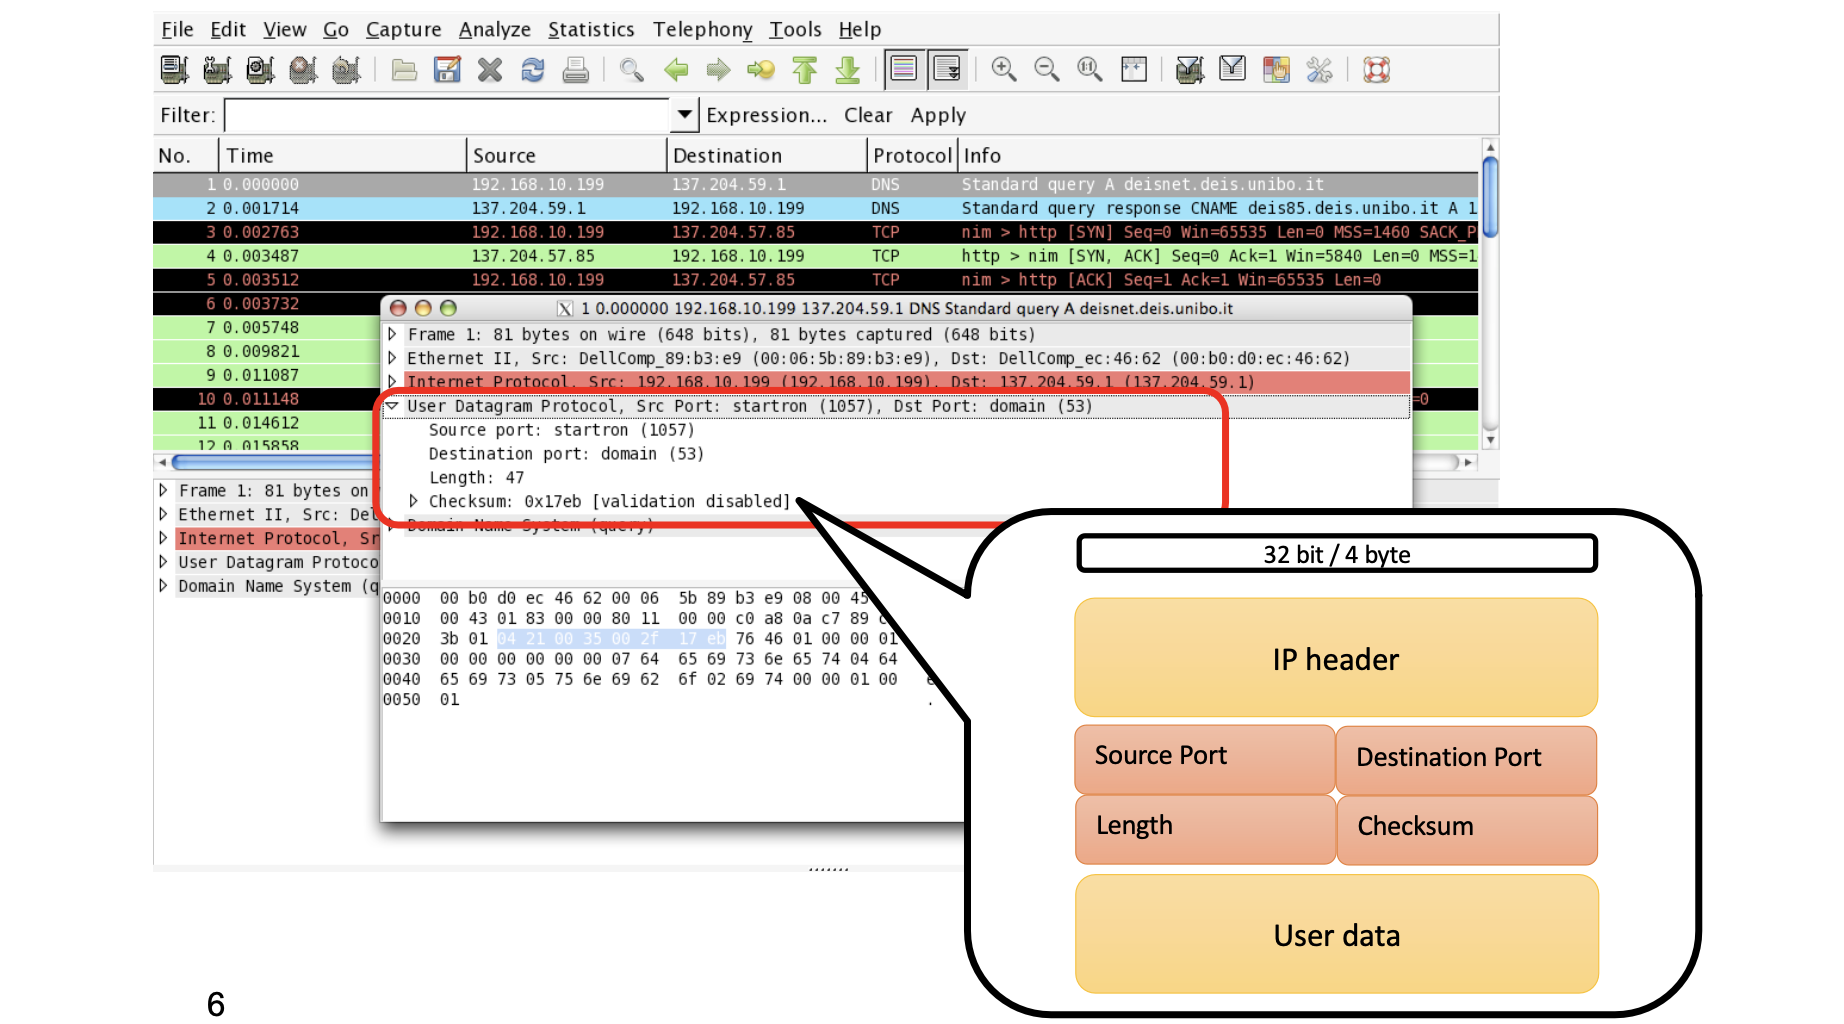 File Edit View Go Capture Analyze Statistics Telephony Tools Help
Filter: Expression... Clear Apply
No. Time Source Destination Protocol Info
1 0.000000 192.168.10.199 137.204.59.1 DNS Standard query A deisnet.deis.unibo.it
2 0.001714 137.204.59.1 192.168.10.199 DNS Standard query response CNAME deis85.deis.unibo.it A 1
3 0.002763 192.168.10.199 137.204.57.85 TCP nim > http [SYN] Seq=0 Win=65535 Len=0 MSS=1460 SACK_P
4 0.003487 137.204.57.85 192.168.10.199 TCP http > nim [SYN, ACK] Seq=0 Ack=1 Win=5840 Len=0 MSS=1
5 0.003512 192.168.10.199 137.204.57.85 TCP nim > http [ACK] Seq=1 Ack=1 Win=65535 Len=0
6 0.003732
7 0.005748
8 0.009821
9 0.011087
10 0.011148 =0
11 0.014612
12 0.015858
Frame 1: 81 bytes on
Ethernet II, Src: Del
Internet Protocol, Sr
User Datagram Protoco
Domain Name System (q
1 0.000000 192.168.10.199 137.204.59.1 DNS Standard query A deisnet.deis.unibo.it
Frame 1: 81 bytes on wire (648 bits), 81 bytes captured (648 bits)
Ethernet II, Src: DellComp_89:b3:e9 (00:06:5b:89:b3:e9), Dst: DellComp_ec:46:62 (00:b0:d0:ec:46:62)
Internet Protocol, Src: 192.168.10.199 (192.168.10.199), Dst: 137.204.59.1 (137.204.59.1)
User Datagram Protocol, Src Port: startron (1057), Dst Port: domain (53)
Source port: startron (1057)
Destination port: domain (53)
Length: 47
Checksum: 0x17eb [validation disabled]
Domain Name System (query)
0000 00 b0 d0 ec 46 62 00 06 5b 89 b3 e9 08 00 45
0010 00 43 01 83 00 00 80 11 00 00 c0 a8 0a c7 89
0020 3b 01 04 21 00 35 00 2f 17 eb 76 46 01 00 00 01
0030 00 00 00 00 00 00 07 64 65 69 73 6e 65 74 04 64
0040 65 69 73 05 75 6e 69 62 6f 02 69 74 00 00 01 00
0050 01 .
32 bit / 4 byte
IP header
Source Port Destination Port
Length Checksum
User data
6